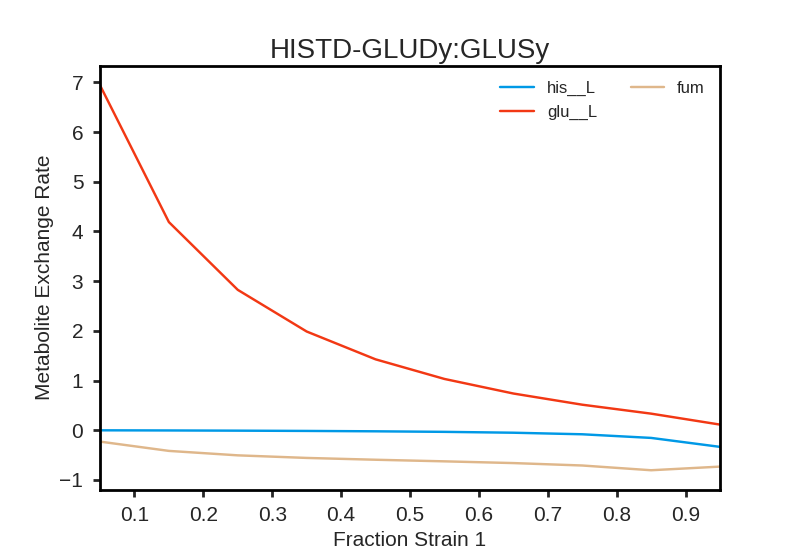 HISTD-GLUDy:GLUSy
his__L
glu__L
fum
Metabolite Exchange Rate
7
6
5
4
3
2
1
0
−1
0.1 0.2 0.3 0.4 0.5 0.6 0.7 0.8 0.9
Fraction Strain 1